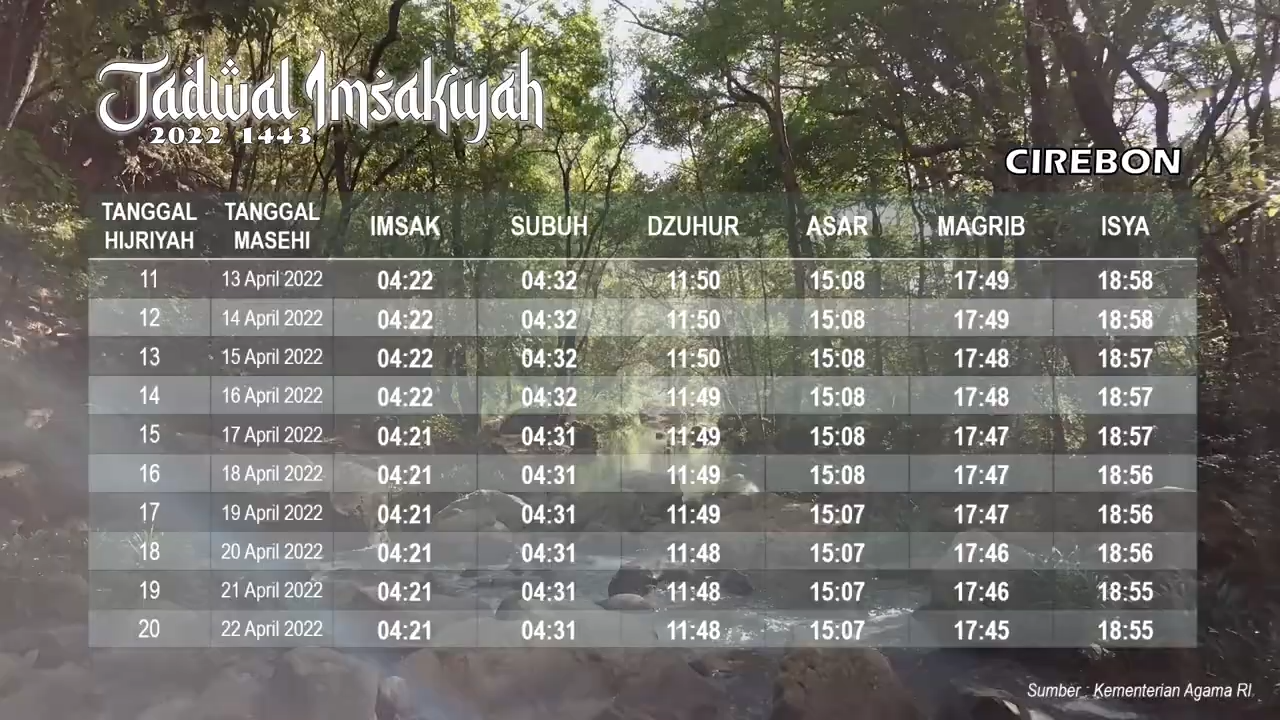 Jadwal Imsakiyah
2022 1443
CIREBON
TANGGAL HIJRIYAH TANGGAL MASEHI IMSAK SUBUH DZUHUR ASAR MAGRIB ISYA
11 13 April 2022 04:22 04:32 11:50 15:08 17:49 18:58
12 14 April 2022 04:22 04:32 11:50 15:08 17:49 18:58
13 15 April 2022 04:22 04:32 11:50 15:08 17:48 18:57
14 16 April 2022 04:22 04:32 11:49 15:08 17:48 18:57
15 17 April 2022 04:21 04:31 11:49 15:08 17:47 18:57
16 18 April 2022 04:21 04:31 11:49 15:08 17:47 18:56
17 19 April 2022 04:21 04:31 11:49 15:07 17:47 18:56
18 20 April 2022 04:21 04:31 11:48 15:07 17:46 18:56
19 21 April 2022 04:21 04:31 11:48 15:07 17:46 18:55
20 22 April 2022 04:21 04:31 11:48 15:07 17:45 18:55
Sumber : Kementerian Agama RI